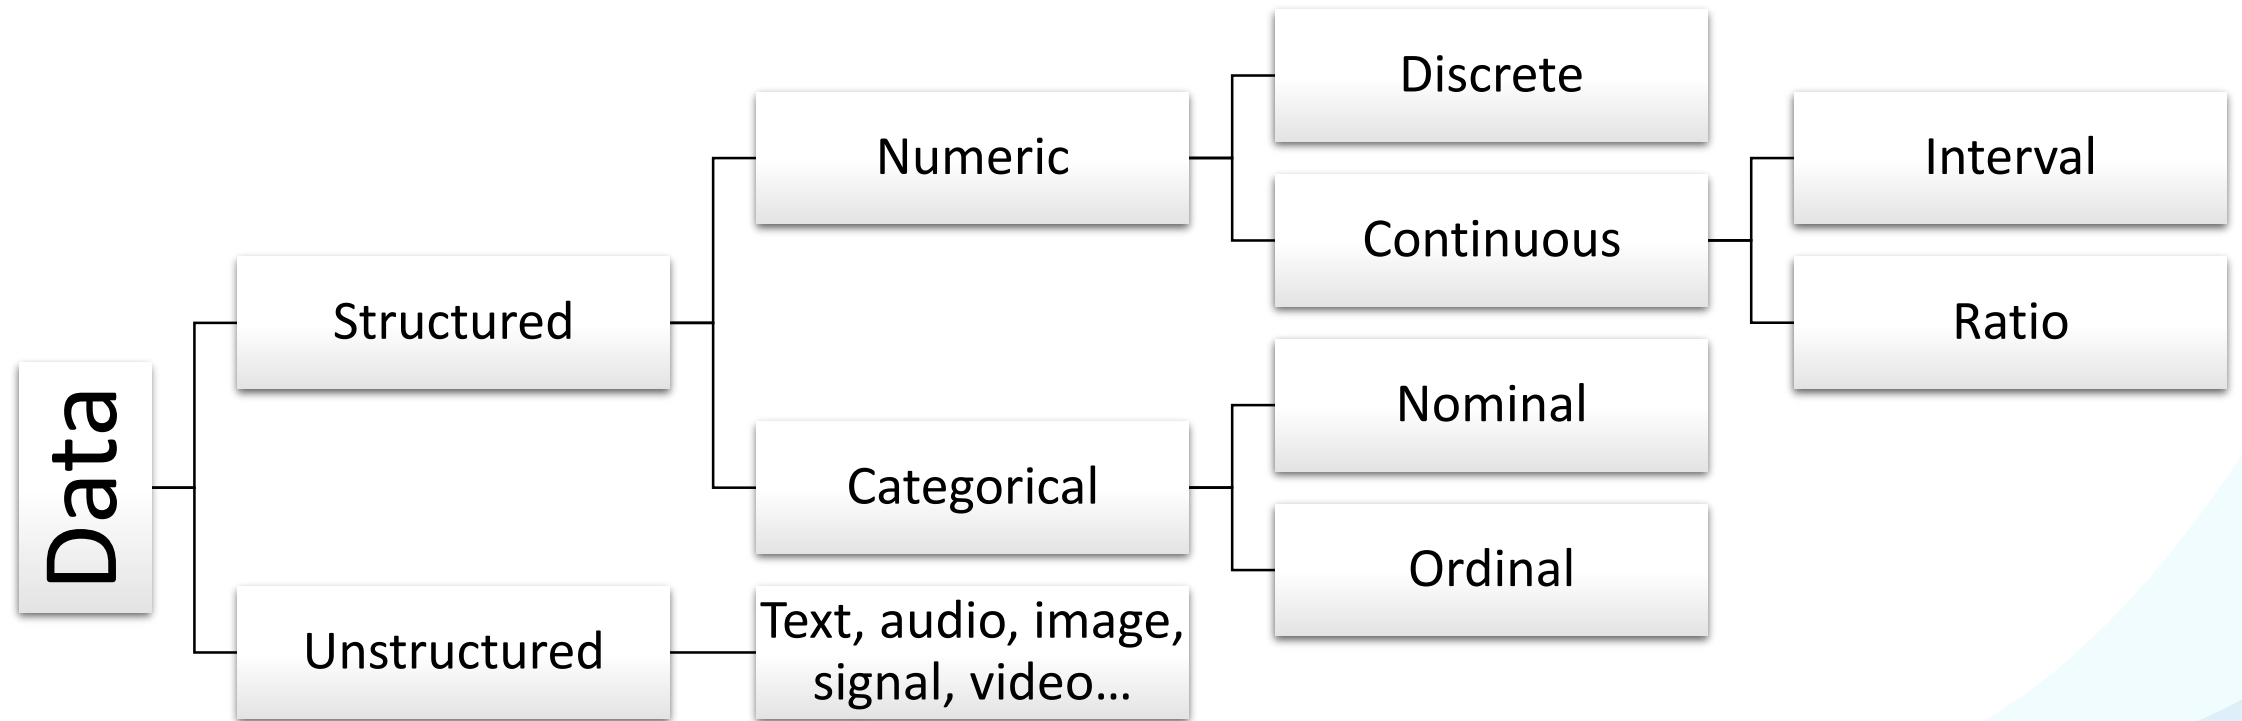 Data
Structured
Numeric
Discrete
Continuous
Interval
Ratio
Categorical
Nominal
Ordinal
Unstructured
Text, audio, image,
signal, video...